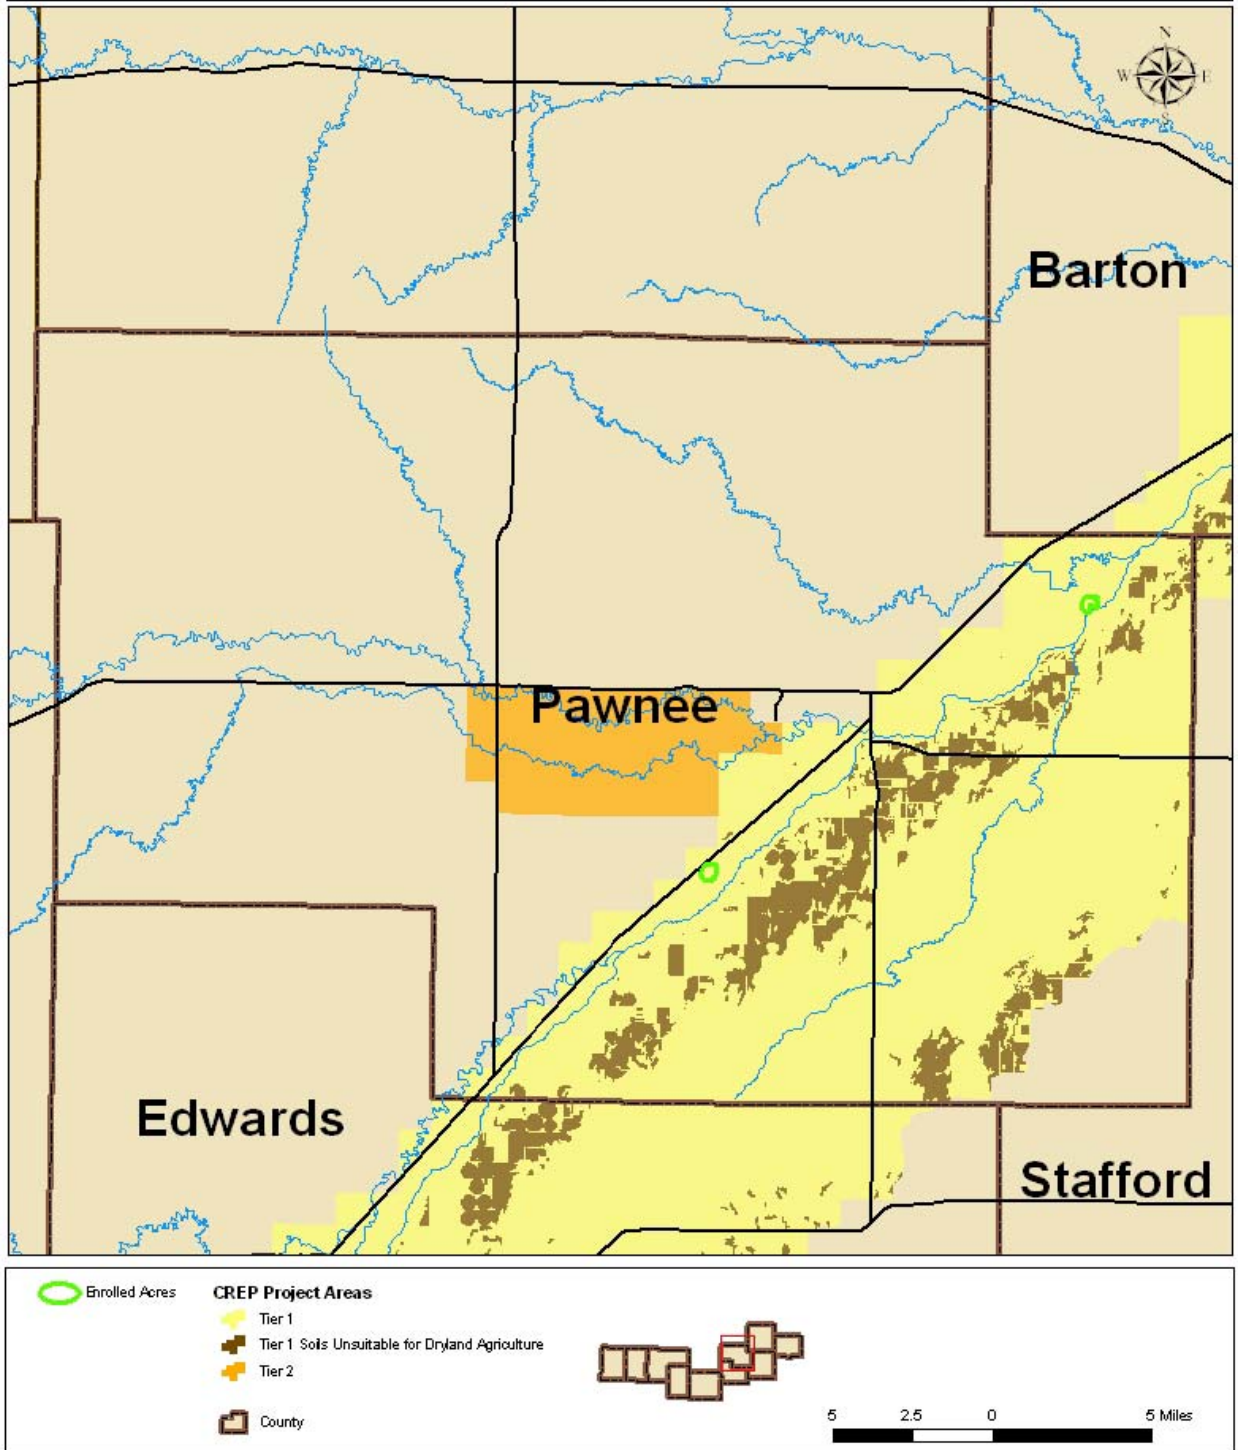 N
W E
S
Barton
Pawnee
Edwards
Stafford
Enrolled Acres
CREP Project Areas
Tier 1
Tier 1 Soils Unsuitable for Dryland Agriculture
Tier 2
County
5 2.5 0 5 Miles